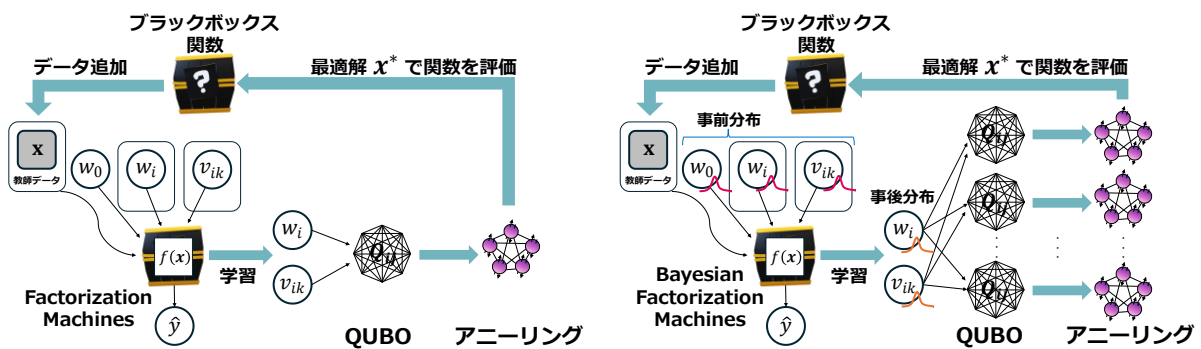 ブラックボックス
関数
?
データ追加
最適解 x* で関数を評価
x
教師データ
w₀
wᵢ
vᵢₖ
f(x)
学習
wᵢ
vᵢₖ
Qᵢⱼ
Factorization
Machines
ŷ
QUBO
アニーリング
ブラックボックス
関数
?
データ追加
最適解 x* で関数を評価
事前分布
x
教師データ
w₀
wᵢ
vᵢₖ
事後分布
wᵢ
vᵢₖ
f(x)
学習
Qᵢⱼ
Qᵢⱼ
Qᵢⱼ
Bayesian
Factorization
Machines
ŷ
QUBO
アニーリング